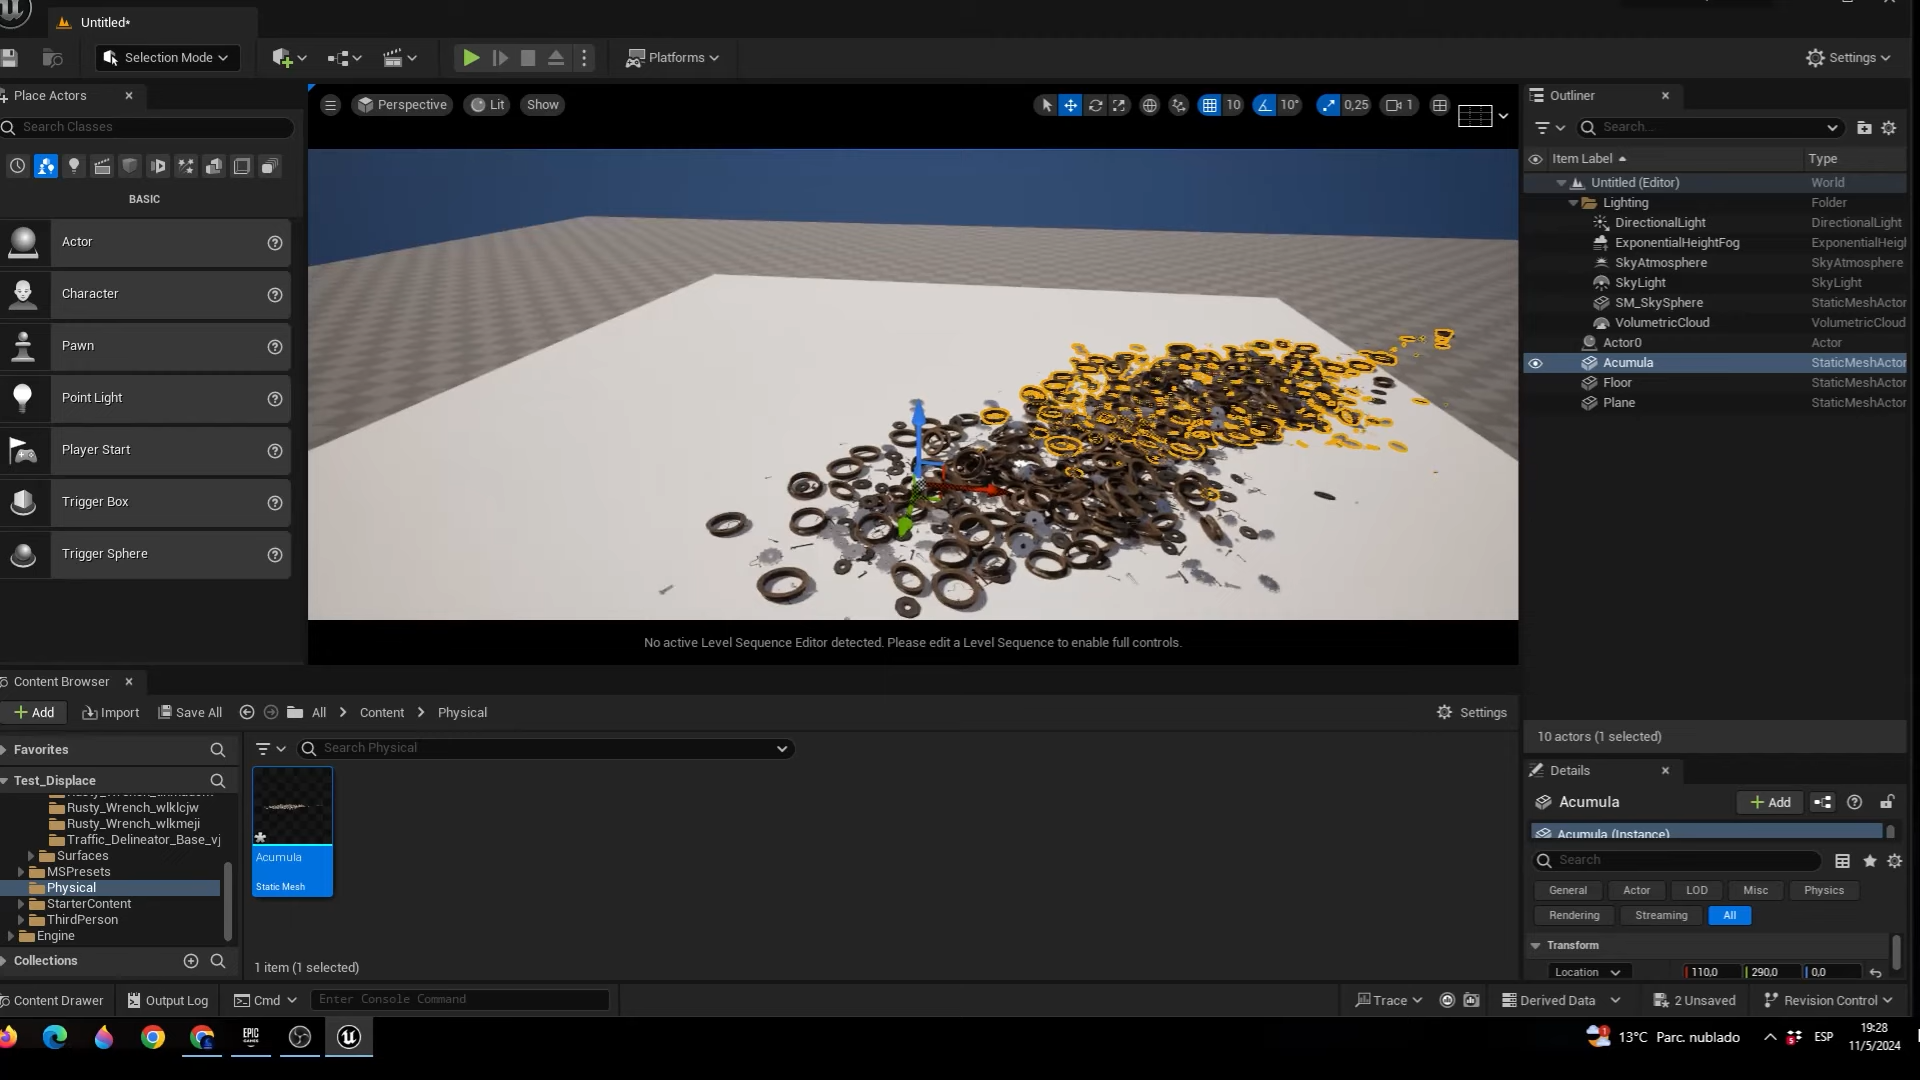 Untitled*
Selection Mode
Platforms
Settings
Place Actors
Search Classes
BASIC
Actor
Character
Pawn
Point Light
Player Start
Trigger Box
Trigger Sphere
Perspective
Lit
Show
10
10°
0,25
1
No active Level Sequence Editor detected. Please edit a Level Sequence to enable full controls.
Outliner
Search...
Item Label
Type
Untitled (Editor)
World
Lighting
Folder
DirectionalLight
DirectionalLight
ExponentialHeightFog
ExponentialHeigh
SkyAtmosphere
SkyAtmosphere
SkyLight
SkyLight
SM_SkySphere
StaticMeshActor
VolumetricCloud
VolumetricCloud
Actor0
Actor
Acumula
StaticMeshActor
Floor
StaticMeshActor
Plane
StaticMeshActor
10 actors (1 selected)
Details
Acumula
Add
Acumula (Instance)
Search
General
Actor
LOD
Misc
Physics
Rendering
Streaming
All
Transform
Location
110,0
290,0
0,0
Content Browser
Add
Import
Save All
All
Content
Physical
Settings
Favorites
Search Physical
Test_Displace
Rusty_Wrench_wlklcjw
Rusty_Wrench_wlkmeji
Traffic_Delineator_Base_vj
Surfaces
MSPresets
Physical
StarterContent
ThirdPerson
Engine
Collections
Acumula
Static Mesh
1 item (1 selected)
Content Drawer
Output Log
Cmd
Enter Console Command
Trace
Derived Data
2 Unsaved
Revision Control
EPIC
GAMES
1
13°C Parc. nublado
ESP
19:28
11/5/2024